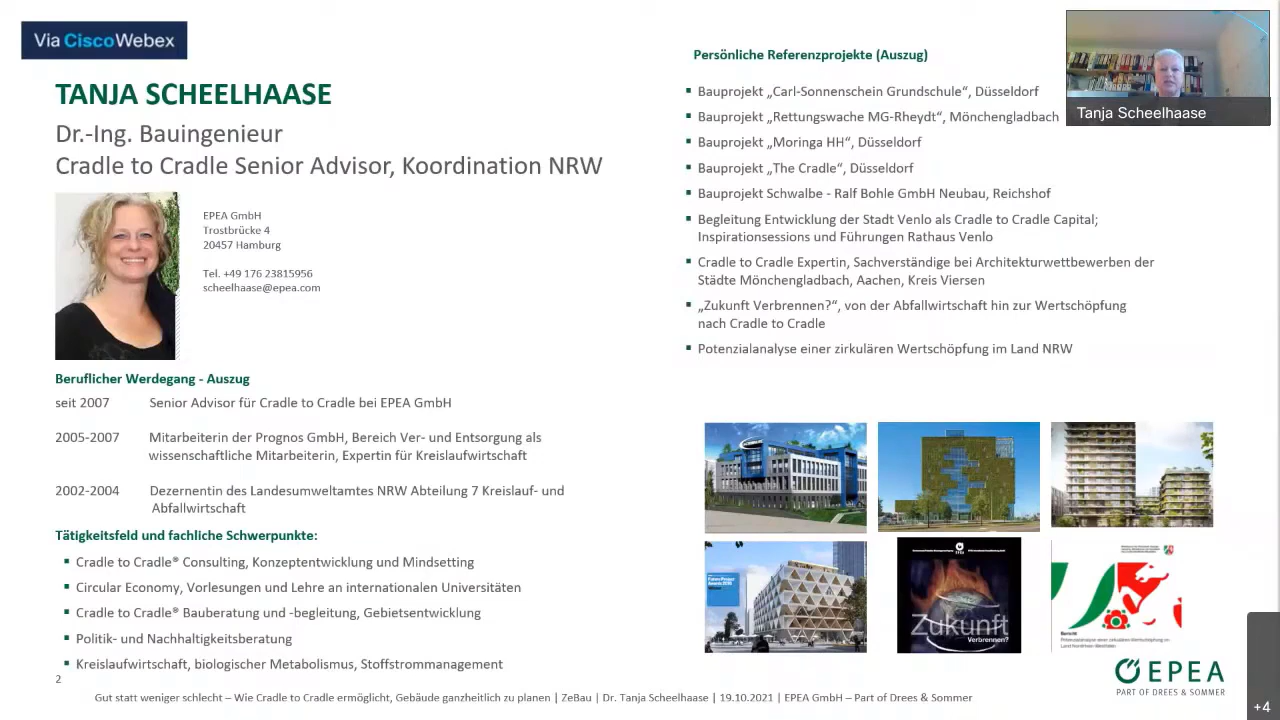 Via CiscoWebex
TANJA SCHEELHAASE
Dr.-Ing. Bauingenieur
Cradle to Cradle Senior Advisor, Koordination NRW
EPEA GmbH
Trostbrücke 4
20457 Hamburg
Tel. +49 176 23815956
scheelhaase@epea.com
Beruflicher Werdegang - Auszug
seit 2007 Senior Advisor für Cradle to Cradle bei EPEA GmbH
2005-2007 Mitarbeiterin der Prognos GmbH, Bereich Ver- und Entsorgung als
wissenschaftliche Mitarbeiterin, Expertin für Kreislaufwirtschaft
2002-2004 Dezernentin des Landesumweltamtes NRW Abteilung 7 Kreislauf- und
Abfallwirtschaft
Tätigkeitsfeld und fachliche Schwerpunkte:
▪ Cradle to Cradle® Consulting, Konzeptentwicklung und Mindsetting
▪ Circular Economy, Vorlesungen und Lehre an internationalen Universitäten
▪ Cradle to Cradle® Bauberatung und -begleitung, Gebietsentwicklung
▪ Politik- und Nachhaltigkeitsberatung
▪ Kreislaufwirtschaft, biologischer Metabolismus, Stoffstrommanagement
Persönliche Referenzprojekte (Auszug)
▪ Bauprojekt „Carl-Sonnenschein Grundschule“, Düsseldorf
▪ Bauprojekt „Rettungswache MG-Rheydt“, Mönchengladbach
▪ Bauprojekt „Moringa HH“, Düsseldorf
▪ Bauprojekt „The Cradle“, Düsseldorf
▪ Bauprojekt Schwalbe - Ralf Bohle GmbH Neubau, Reichshof
▪ Begleitung Entwicklung der Stadt Venlo als Cradle to Cradle Capital;
Inspirationsessions und Führungen Rathaus Venlo
▪ Cradle to Cradle Expertin, Sachverständige bei Architekturwettbewerben der
Städte Mönchengladbach, Aachen, Kreis Viersen
▪ „Zukunft Verbrennen?“, von der Abfallwirtschaft hin zur Wertschöpfung
nach Cradle to Cradle
▪ Potenzialanalyse einer zirkulären Wertschöpfung im Land NRW
Tanja Scheelhaase
EPEA
Zukunft
Verbrennen?
Bericht
Potenzialanalyse einer zirkulären Wertschöpfung im
Land Nordrhein-Westfalen
EPEA
PART OF DREES & SOMMER
2
Gut statt weniger schlecht – Wie Cradle to Cradle ermöglicht, Gebäude ganzheitlich zu planen | ZeBau | Dr. Tanja Scheelhaase | 19.10.2021 | EPEA GmbH – Part of Drees & Sommer
+4